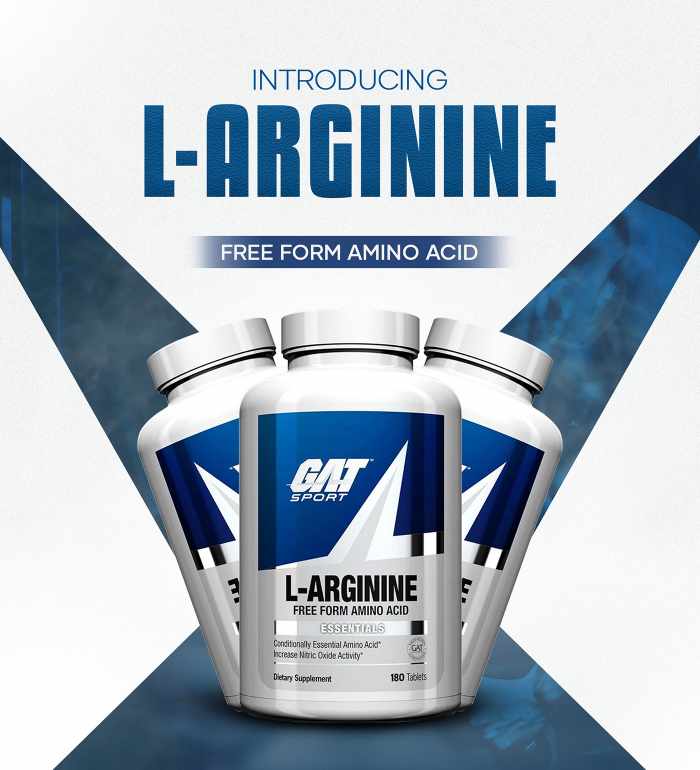 INTRODUCING
L-ARGININE
FREE FORM AMINO ACID
GAT
SPORT
L-ARGININE
FREE FORM AMINO ACID
ESSENTIALS
Conditionally Essential Amino Acid*
Increase Nitric Oxide Activity*
GAT
Dietary Supplement
180 Tablets